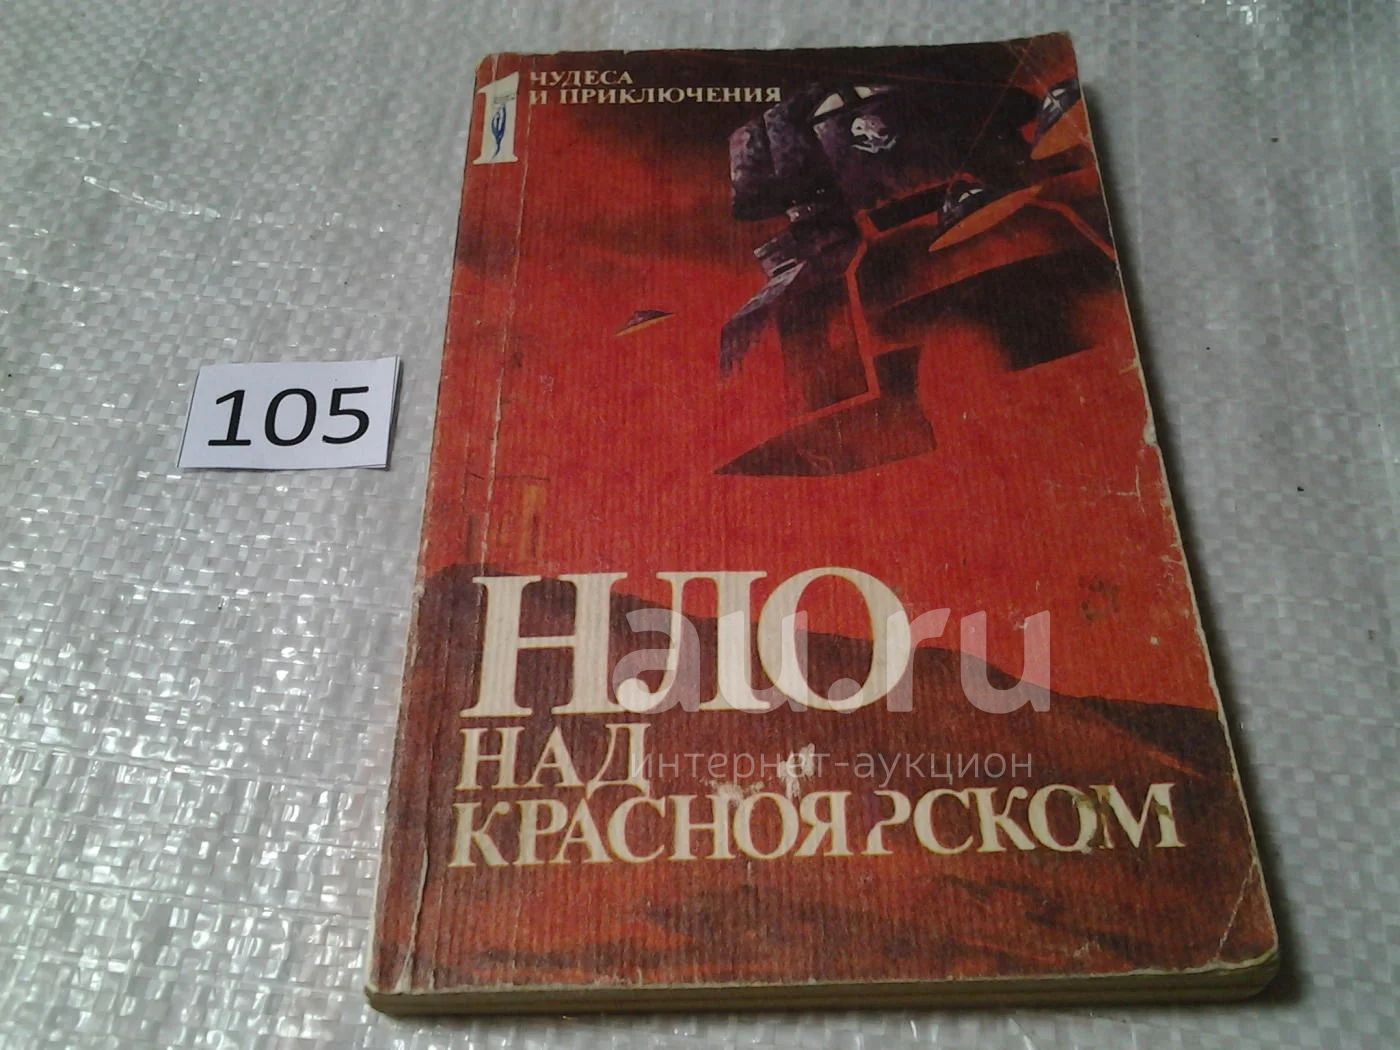 1
ЧУДЕСА
И ПРИКЛЮЧЕНИЯ
105
НЛО
НАД
КРАСНОЯРСКОМ
au.ru
интернет-аукцион